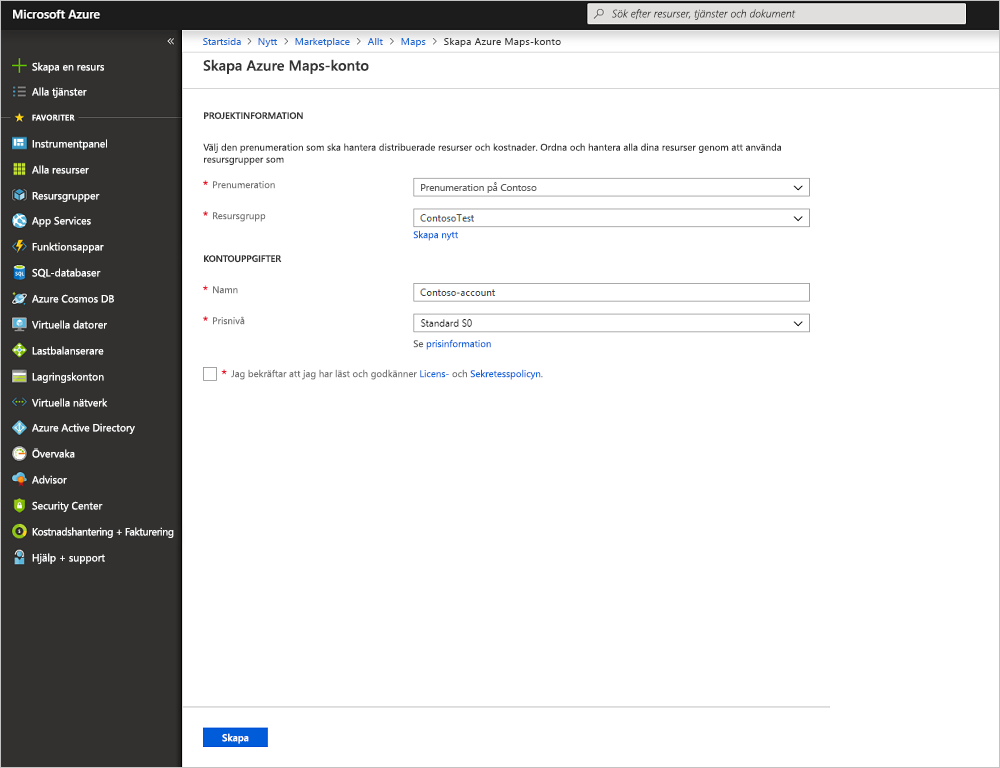 Microsoft Azure
Sök efter resurser, tjänster och dokument
«
Skapa en resurs
Alla tjänster
FAVORITER
Instrumentpanel
Alla resurser
Resursgrupper
App Services
Funktionsappar
SQL-databaser
Azure Cosmos DB
Virtuella datorer
Lastbalanserare
Lagringskonton
Virtuella nätverk
Azure Active Directory
Övervaka
Advisor
Security Center
Kostnadshantering + Fakturering
Hjälp + support
Startsida > Nytt > Marketplace > Allt > Maps > Skapa Azure Maps-konto
Skapa Azure Maps-konto
PROJEKTINFORMATION
Välj den prenumeration som ska hantera distribuerade resurser och kostnader. Ordna och hantera alla dina resurser genom att använda
resursgrupper som
* Prenumeration
Prenumeration på Contoso
* Resursgrupp
ContosoTest
Skapa nytt
KONTOUPPGIFTER
* Namn
Contoso-account
* Prisnivå
Standard S0
Se prisinformation
* Jag bekräftar att jag har läst och godkänner Licens- och Sekretesspolicyn.
Skapa